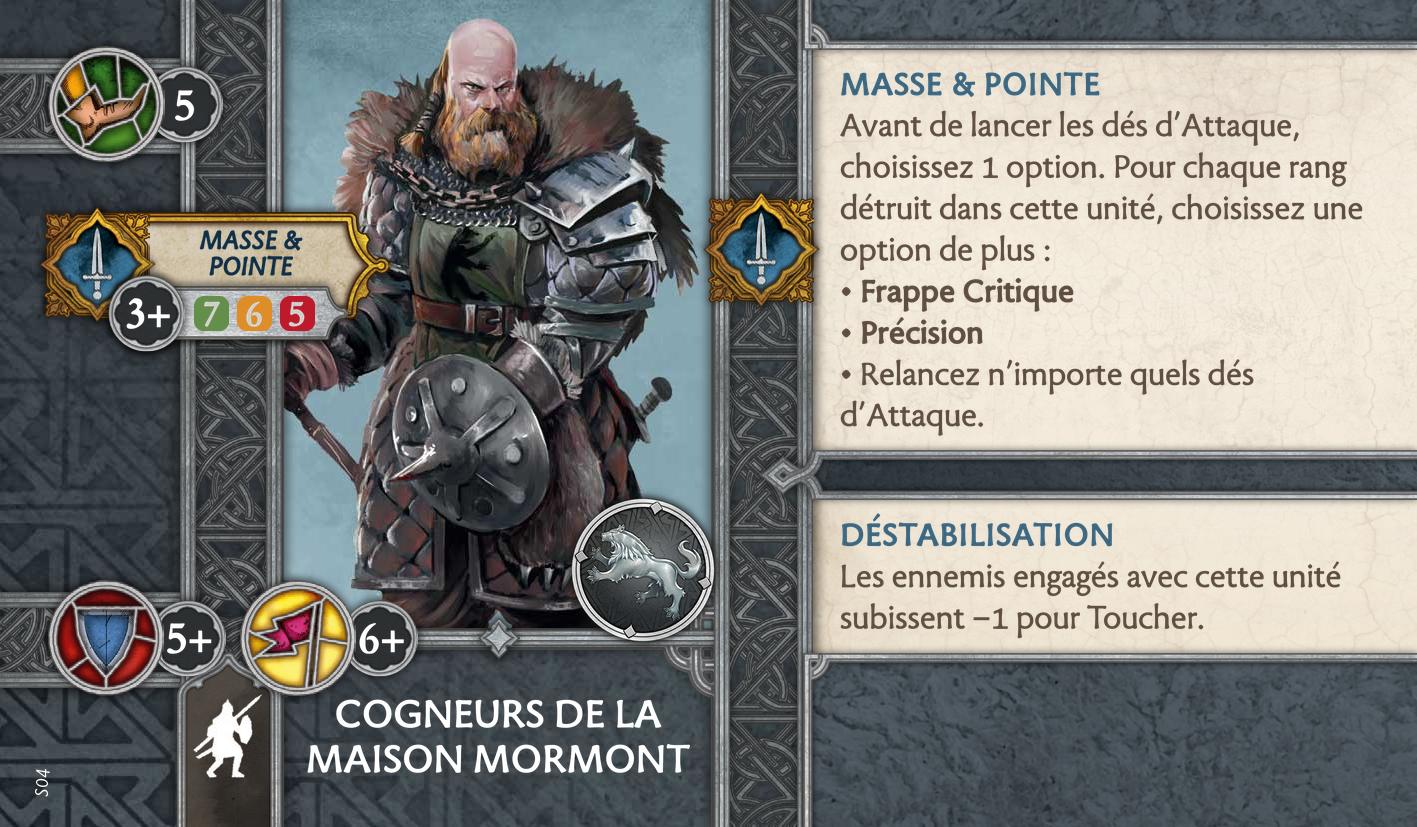 5
MASSE &
POINTE
3+ 7 6 5
5+
6+
COGNEURS DE LA
MAISON MORMONT
S04
MASSE & POINTE
Avant de lancer les dés d'Attaque,
choisissez 1 option. Pour chaque rang
détruit dans cette unité, choisissez une
option de plus :
• Frappe Critique
• Précision
• Relancez n'importe quels dés
d'Attaque.
DÉSTABILISATION
Les ennemis engagés avec cette unité
subissent −1 pour Toucher.